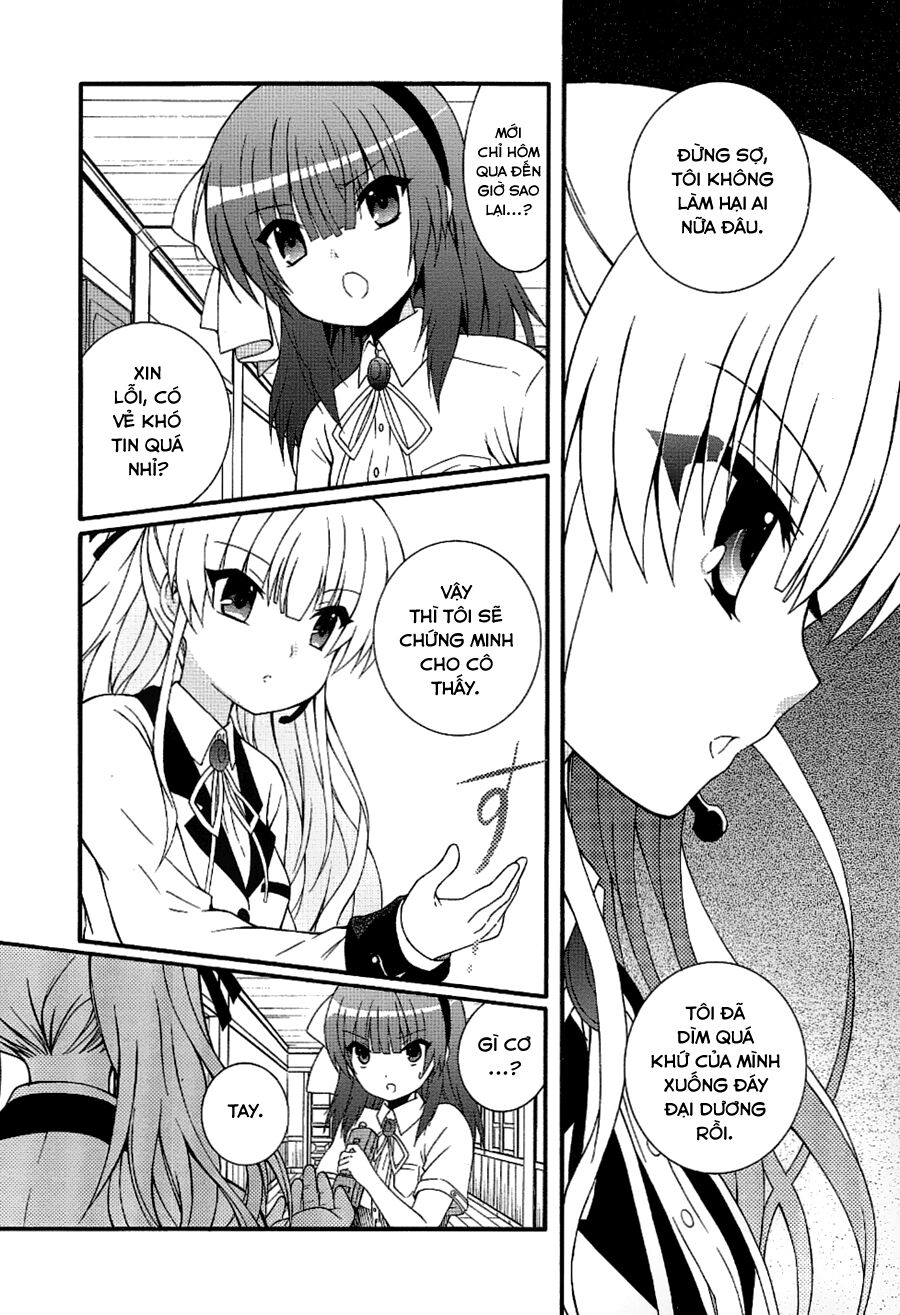 ĐỪNG SỢ,
TÔI KHÔNG
LÀM HẠI AI
NỮA ĐÂU.
TÔI ĐÃ
DÌM QUÁ
KHỨ CỦA MÌNH
XUỐNG ĐÁY
ĐẠI DƯƠNG
RỒI.
MỚI
CHỈ HÔM
QUA ĐẾN
GIỜ SAO
LẠI...?
XIN
LỖI, CÓ
VẺ KHÓ
TIN QUÁ
NHỈ?
VẬY
THÌ TÔI SẼ
CHỨNG MINH
CHO CÔ
THẤY.
GÌ CƠ
...?
TAY.